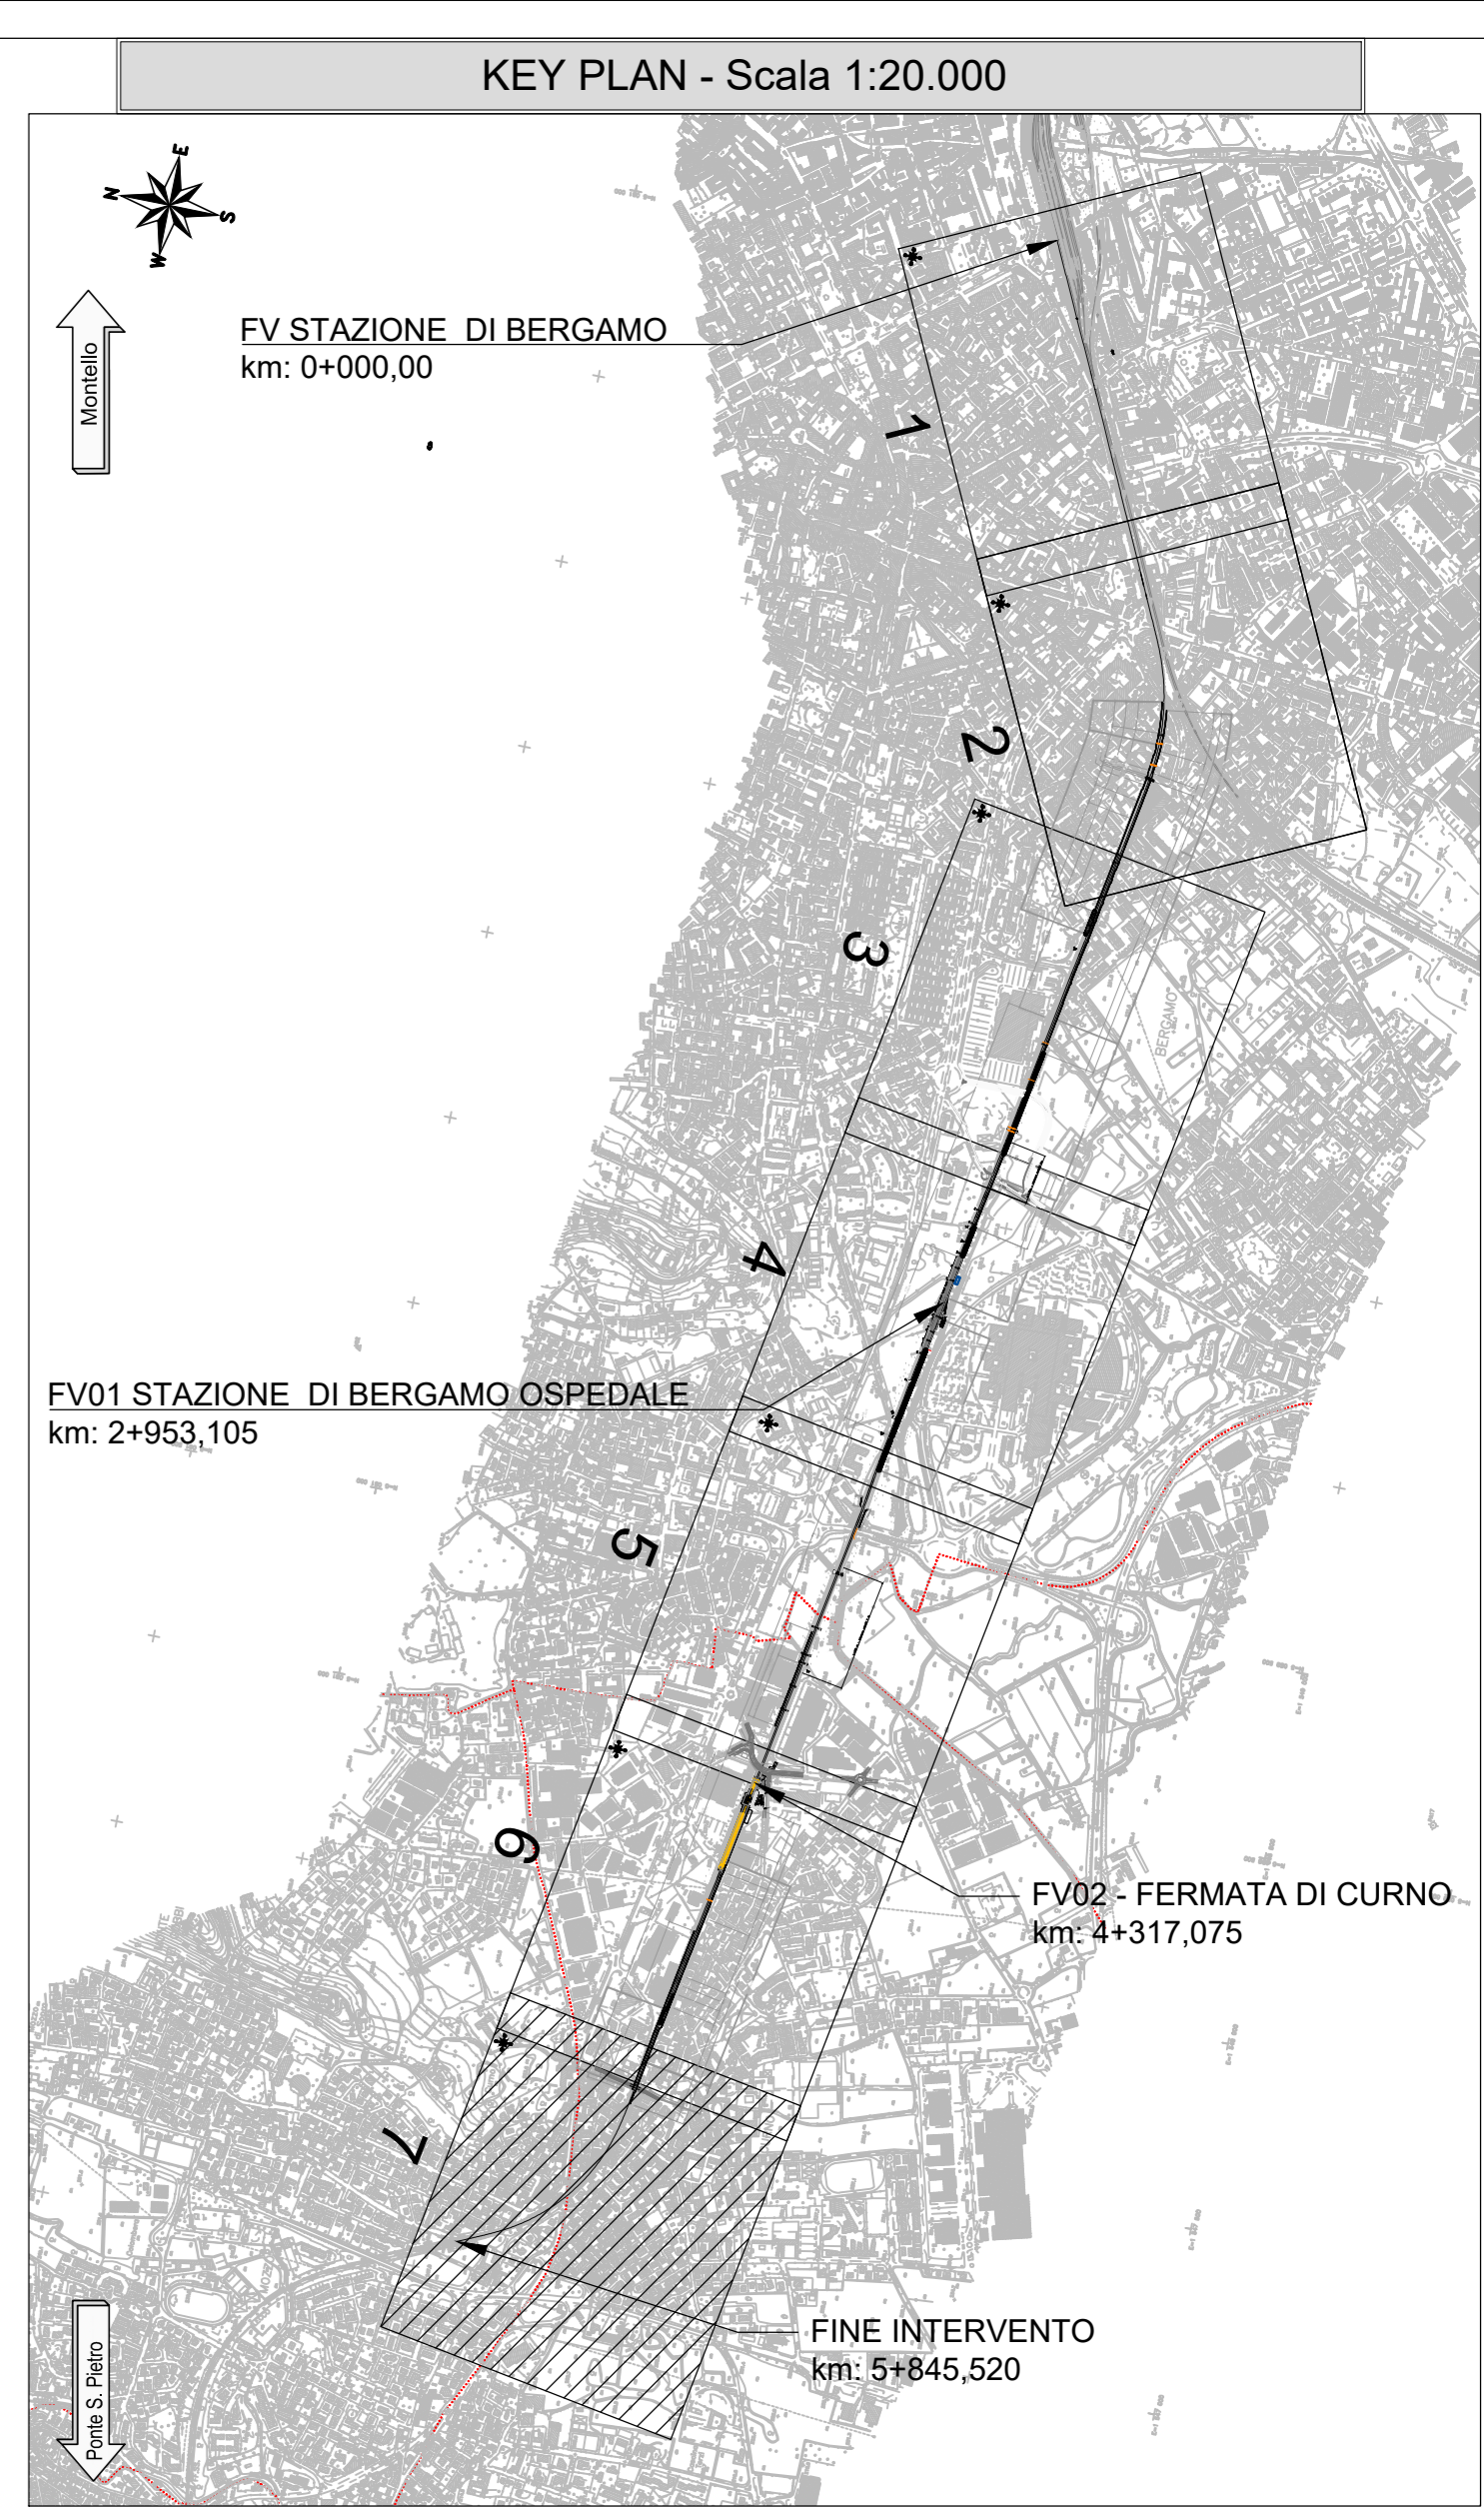 KEY PLAN - Scala 1:20.000
E
N
S
W
Montello
FV STAZIONE DI BERGAMO
km: 0+000,00
1
2
3
BERGAMO
4
FV01 STAZIONE DI BERGAMO OSPEDALE
km: 2+953,105
5
6
FV02 - FERMATA DI CURNO
km: 4+317,075
7
FINE INTERVENTO
km: 5+845,520
Ponte S. Pietro